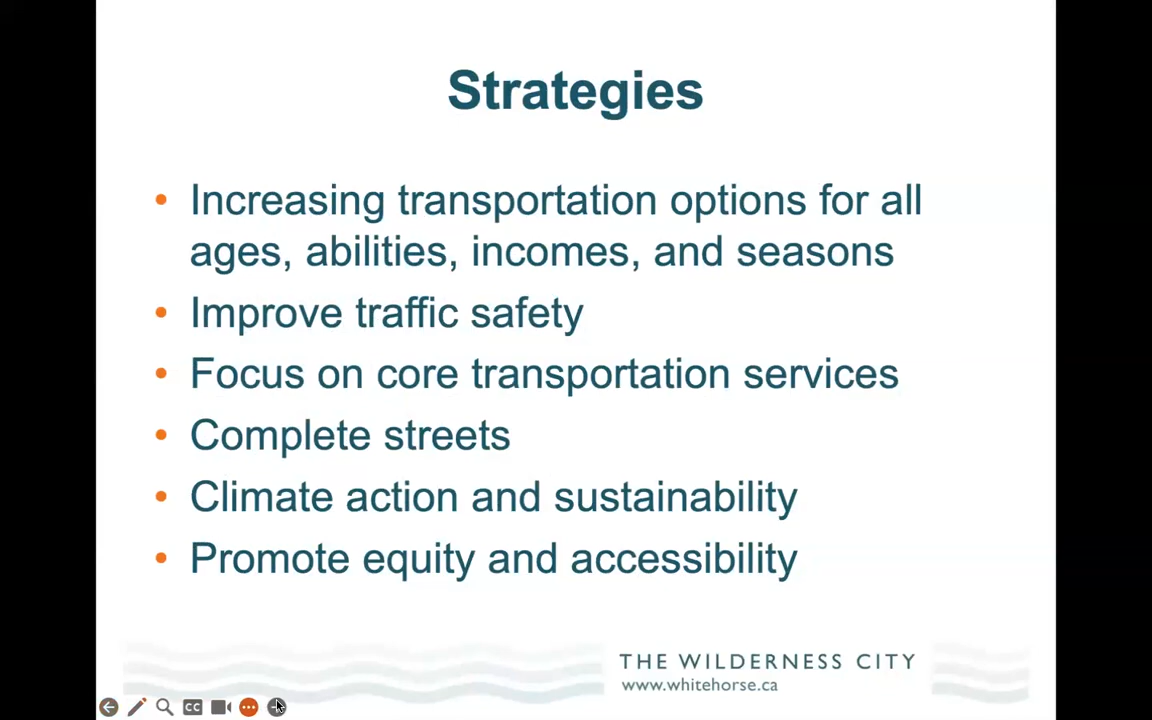 Strategies
• Increasing transportation options for all
ages, abilities, incomes, and seasons
• Improve traffic safety
• Focus on core transportation services
• Complete streets
• Climate action and sustainability
• Promote equity and accessibility
THE WILDERNESS CITY
www.whitehorse.ca
CC